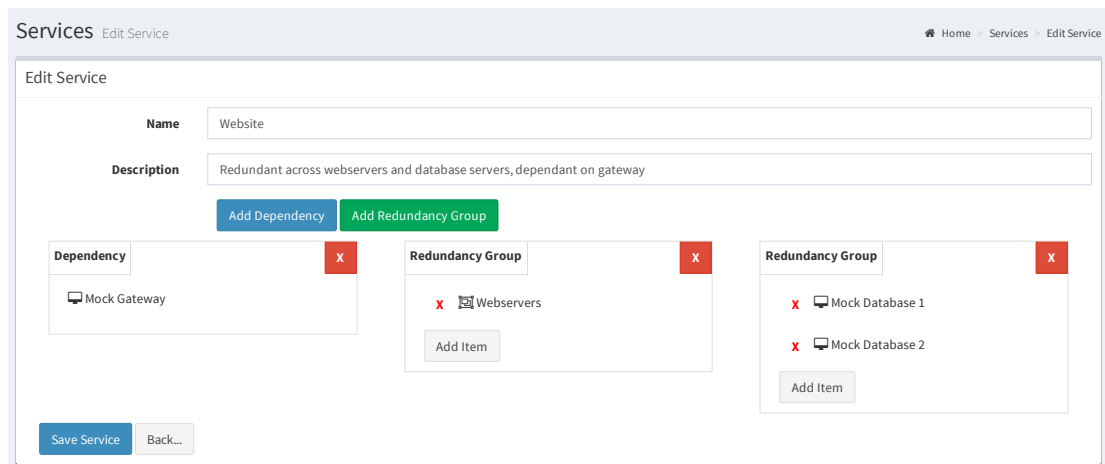 Services Edit Service
Home > Services > Edit Service
Edit Service
Name Website
Description Redundant across webservers and database servers, dependant on gateway
Add Dependency Add Redundancy Group
Dependency X Redundancy Group X Redundancy Group X
Mock Gateway X Webservers X Mock Database 1
Add Item X Mock Database 2
Add Item
Save Service Back...